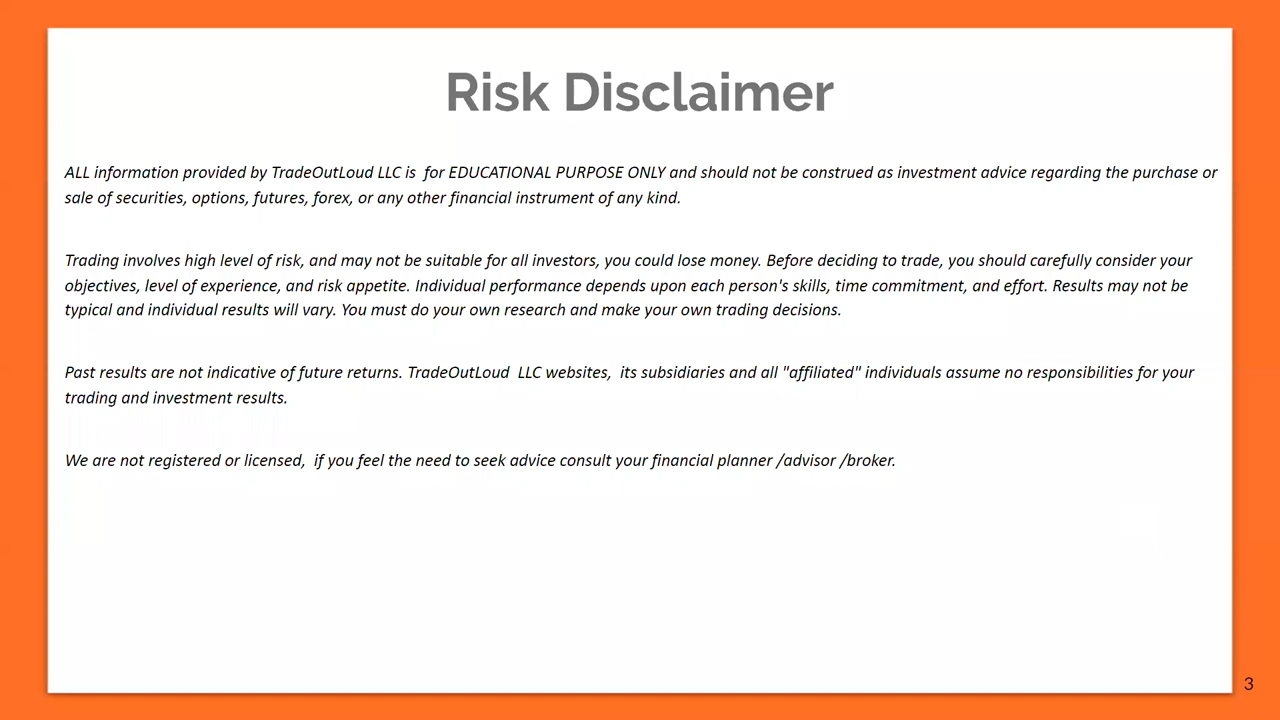 Risk Disclaimer
ALL information provided by TradeOutLoud LLC is  for EDUCATIONAL PURPOSE ONLY and should not be construed as investment advice regarding the purchase or
sale of securities, options, futures, forex, or any other financial instrument of any kind.
Trading involves high level of risk, and may not be suitable for all investors, you could lose money. Before deciding to trade, you should carefully consider your
objectives, level of experience, and risk appetite. Individual performance depends upon each person's skills, time commitment, and effort. Results may not be
typical and individual results will vary. You must do your own research and make your own trading decisions.
Past results are not indicative of future returns. TradeOutLoud  LLC websites,  its subsidiaries and all "affiliated" individuals assume no responsibilities for your
trading and investment results.
We are not registered or licensed,  if you feel the need to seek advice consult your financial planner /advisor /broker.
3